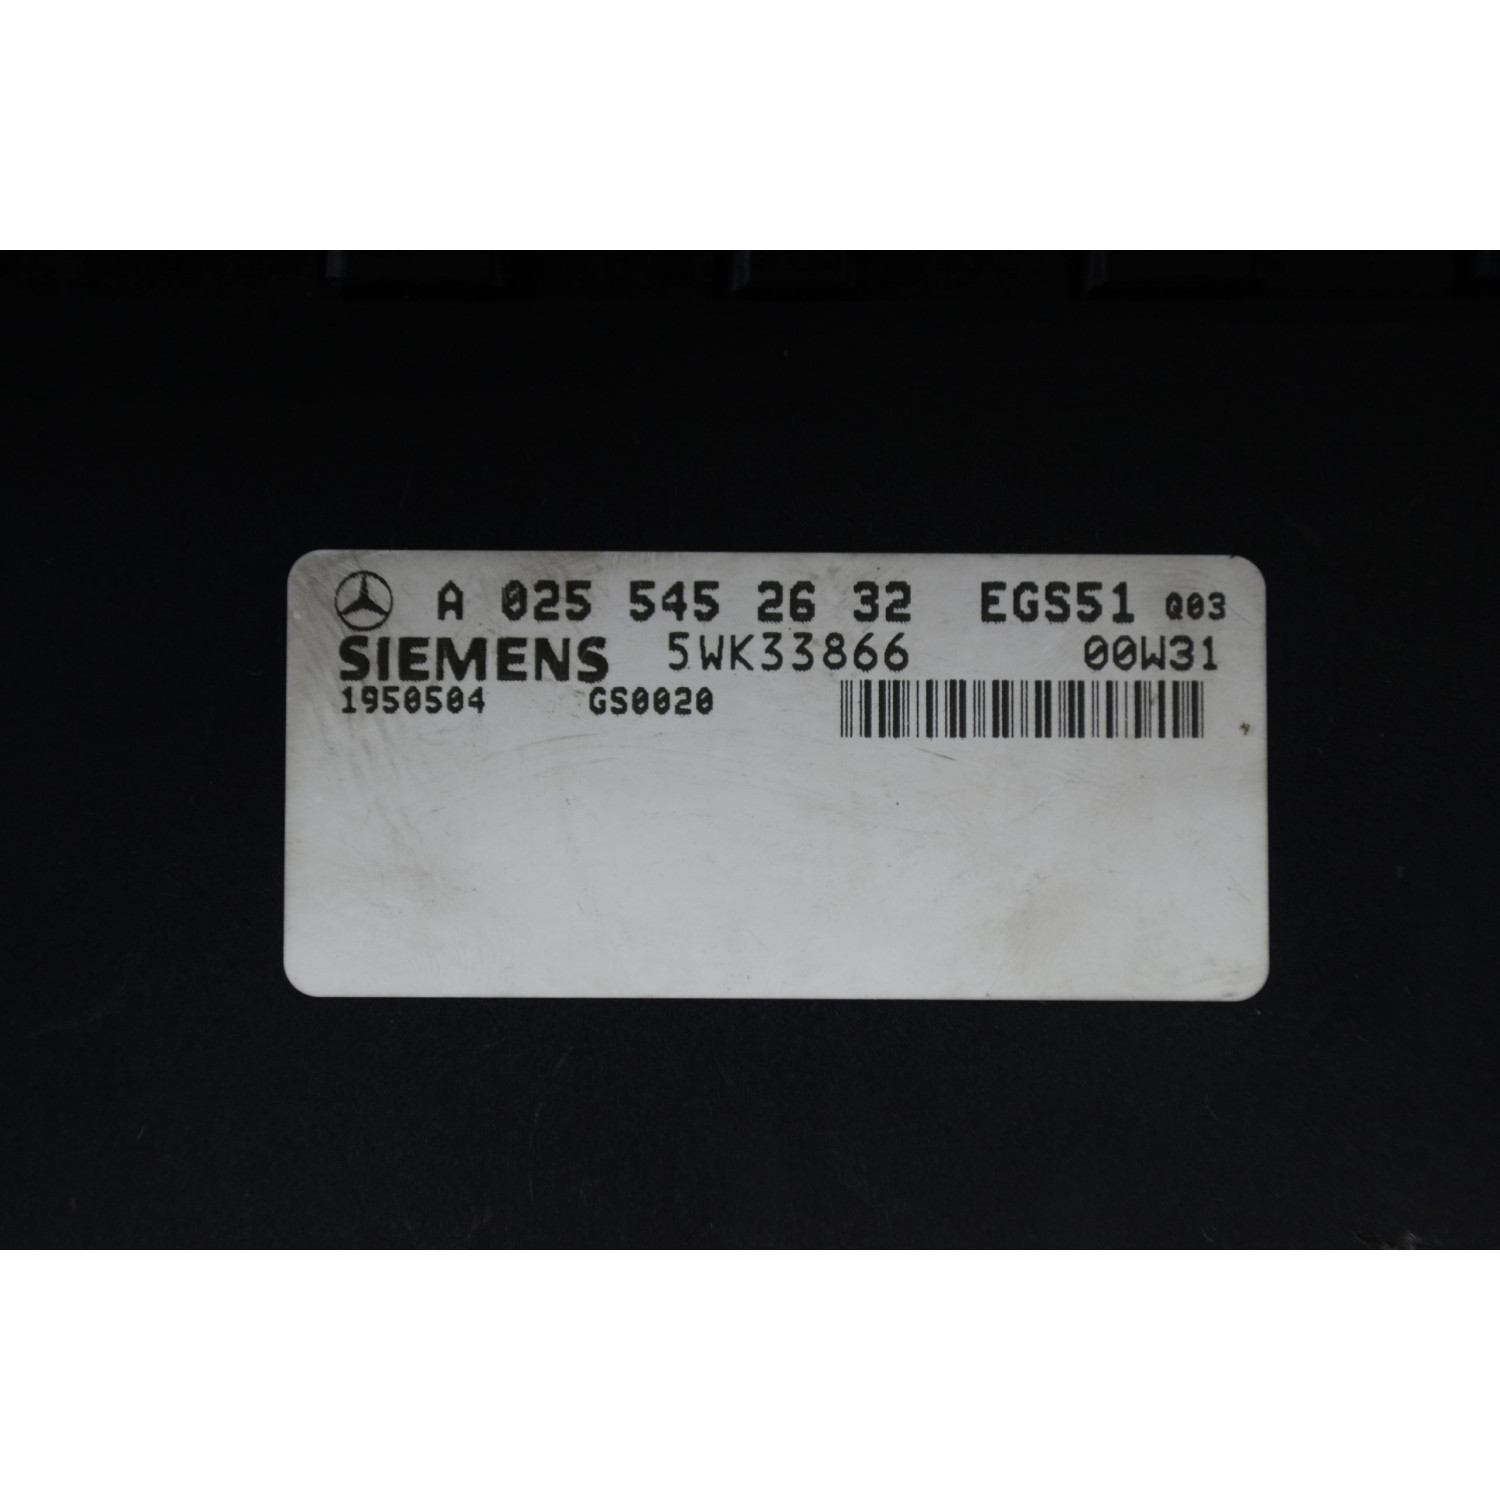 A 025 545 26 32 EGS51 Q03
SIEMENS 5WK33866 00W31
1950504 GS0020